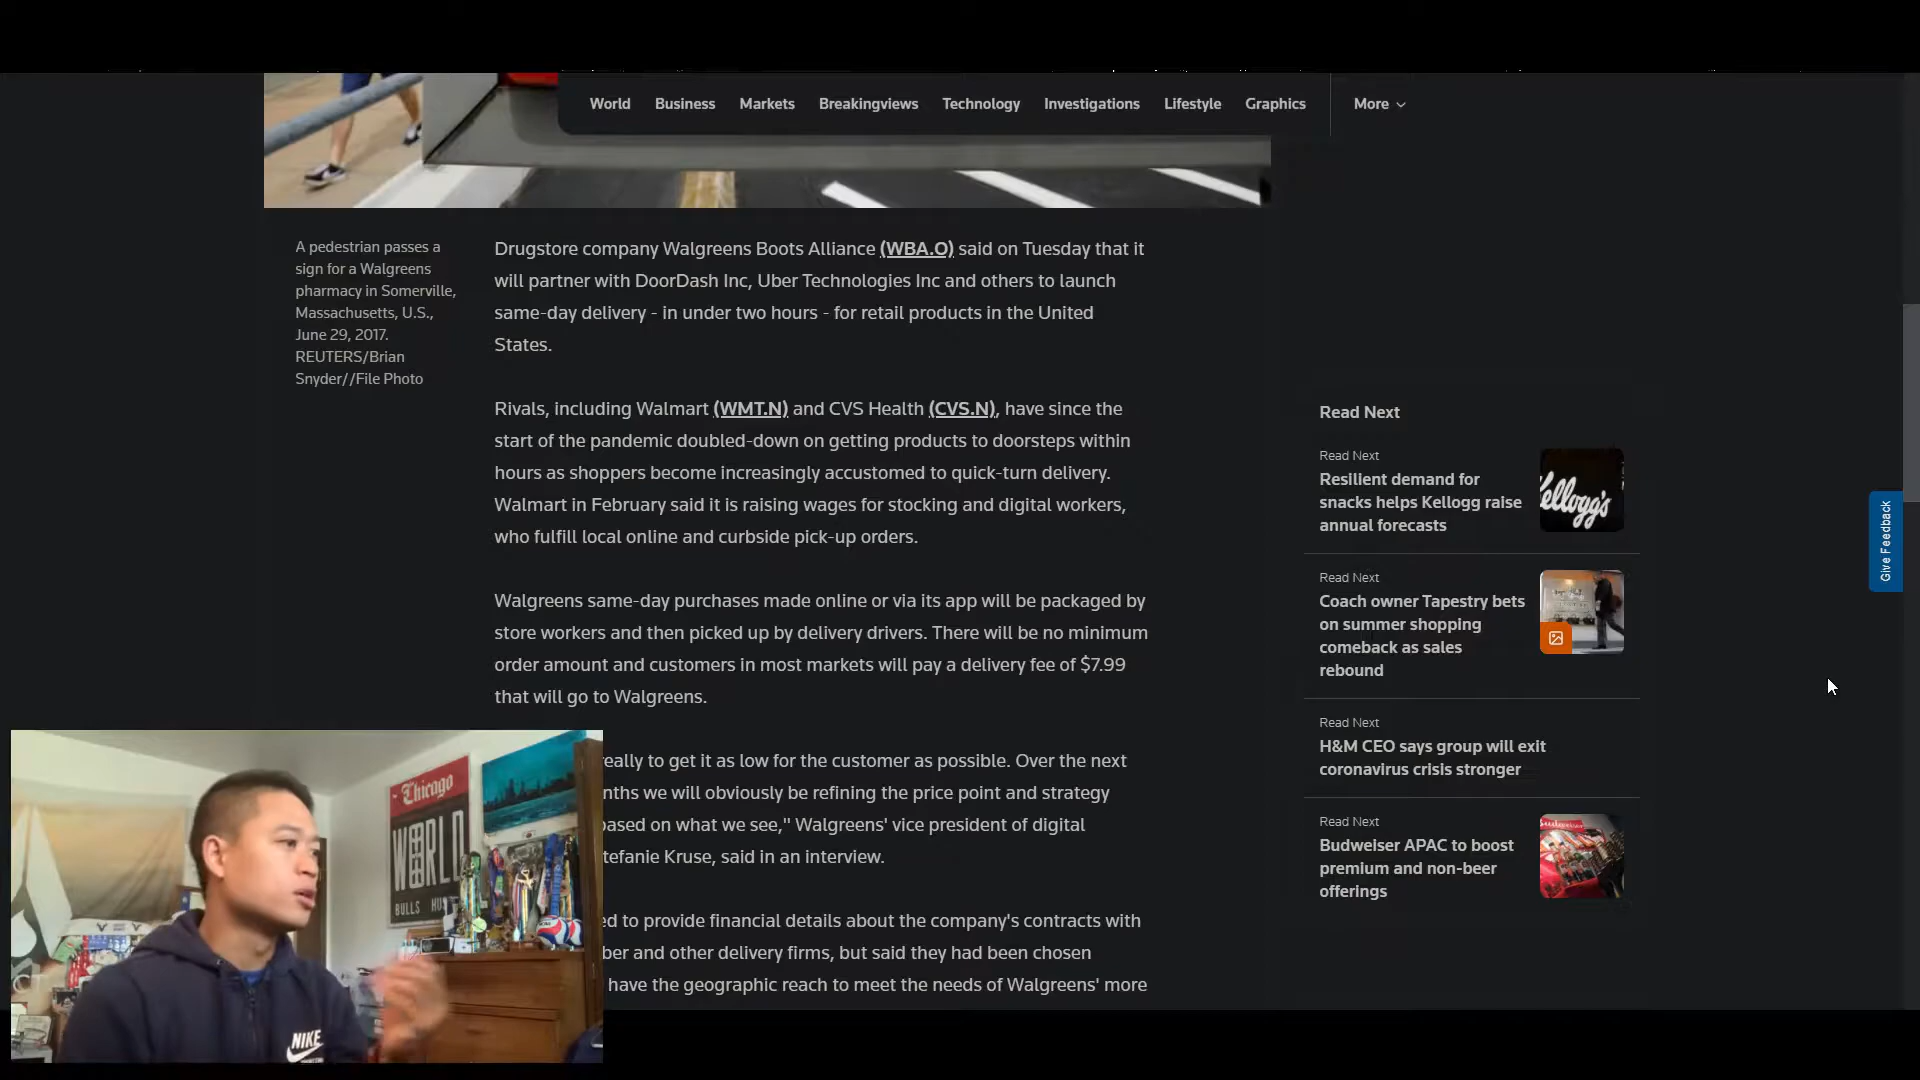 World Business Markets Breakingviews Technology Investigations Lifestyle Graphics More
A pedestrian passes a
sign for a Walgreens
pharmacy in Somerville,
Massachusetts, U.S.,
June 29, 2017.
REUTERS/Brian
Snyder//File Photo
Drugstore company Walgreens Boots Alliance (WBA.O) said on Tuesday that it
will partner with DoorDash Inc, Uber Technologies Inc and others to launch
same-day delivery - in under two hours - for retail products in the United
States.
Rivals, including Walmart (WMT.N) and CVS Health (CVS.N), have since the
start of the pandemic doubled-down on getting products to doorsteps within
hours as shoppers become increasingly accustomed to quick-turn delivery.
Walmart in February said it is raising wages for stocking and digital workers,
who fulfill local online and curbside pick-up orders.
Walgreens same-day purchases made online or via its app will be packaged by
store workers and then picked up by delivery drivers. There will be no minimum
order amount and customers in most markets will pay a delivery fee of $7.99
that will go to Walgreens.
really to get it as low for the customer as possible. Over the next
nths we will obviously be refining the price point and strategy
based on what we see," Walgreens' vice president of digital
tefanie Kruse, said in an interview.
ed to provide financial details about the company's contracts with
ber and other delivery firms, but said they had been chosen
have the geographic reach to meet the needs of Walgreens' more
Read Next
Read Next
Resilient demand for
snacks helps Kellogg raise
annual forecasts
Kellogg's
Read Next
Coach owner Tapestry bets
on summer shopping
comeback as sales
rebound
Read Next
H&M CEO says group will exit
coronavirus crisis stronger
Read Next
Budweiser APAC to boost
premium and non-beer
offerings
Budweiser
Give Feedback
Chicago
WORLD
BULLS
NIKE